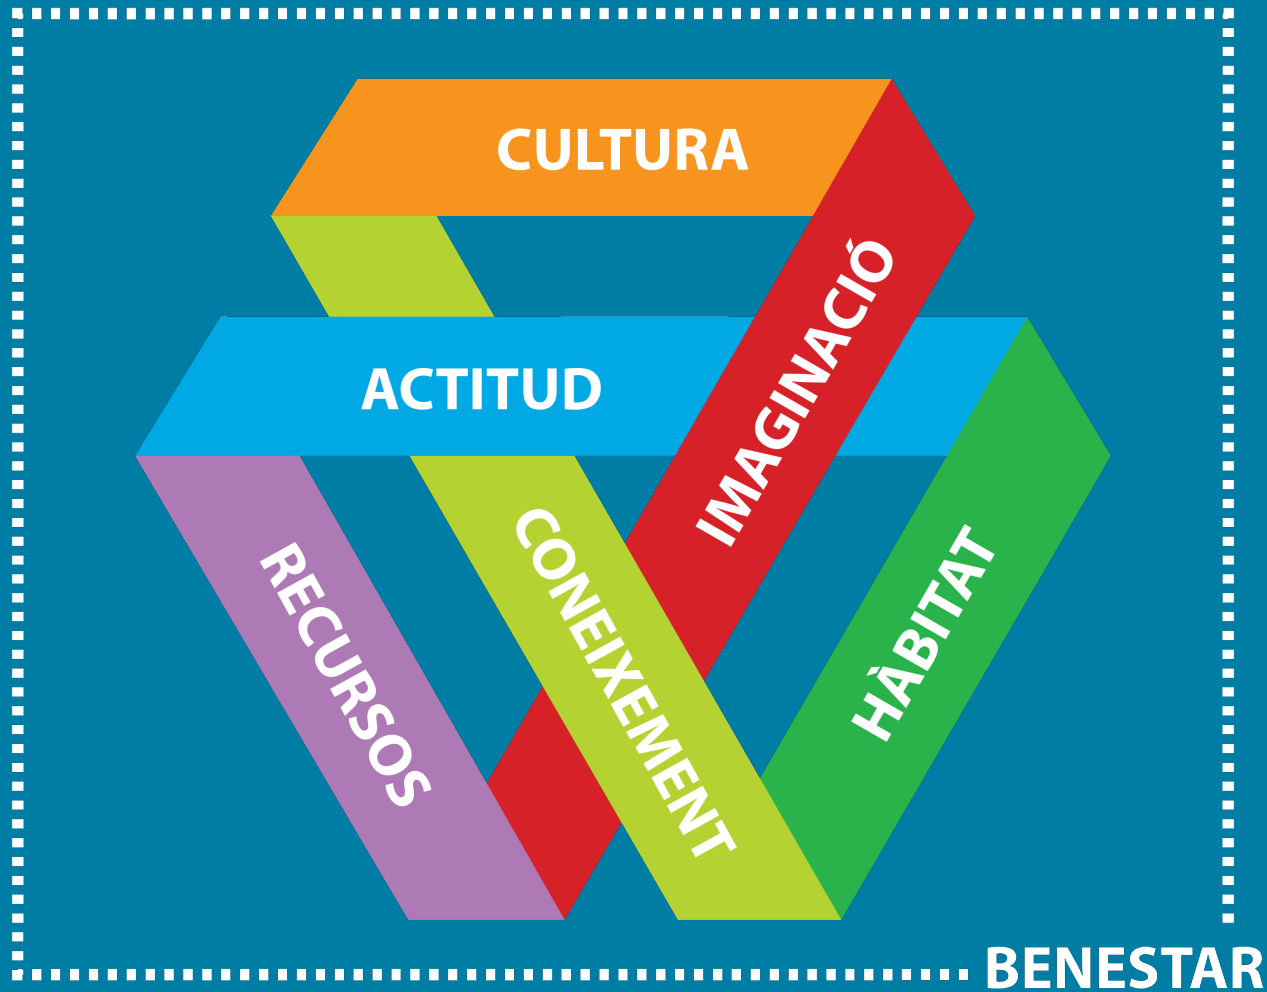 CULTURA
IMAGINACIÓ
ACTITUD
RECURSOS
CONEIXEMENT
HÀBITAT
BENESTAR